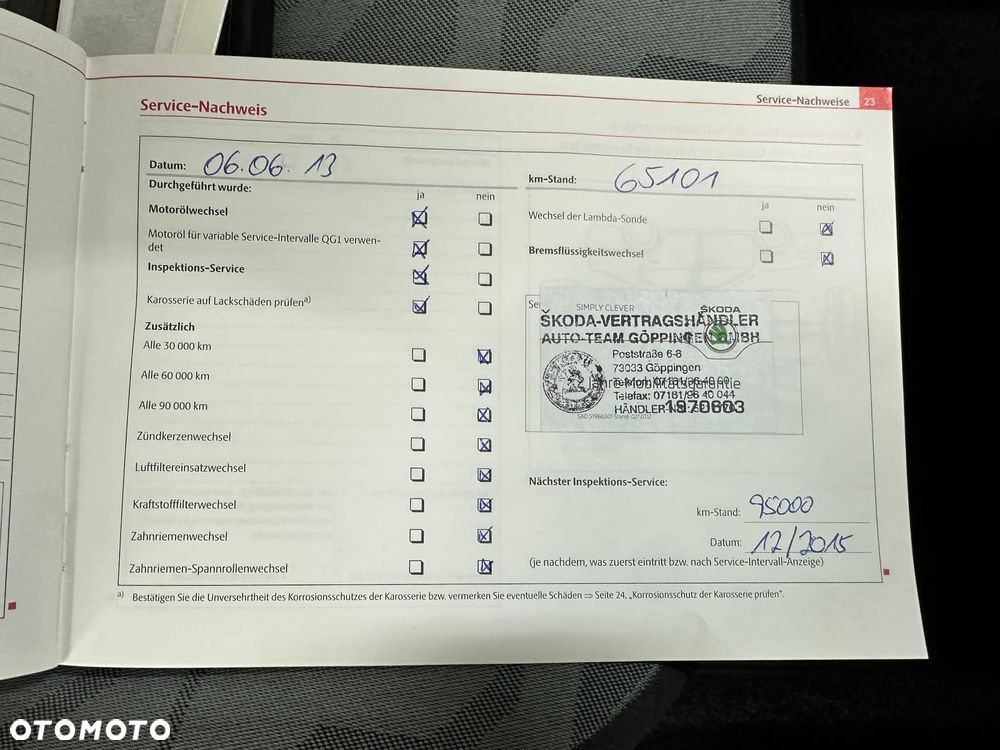 Service-Nachweise 23
Service-Nachweis
Datum: 06.06.13
Durchgeführt wurde:
ja nein
Motorölwechsel
Motoröl für variable Service-Intervalle QG1 verwen-
det
Inspektions-Service
Karosserie auf Lackschäden prüfen a)
Zusätzlich
Alle 30 000 km
Alle 60 000 km
Alle 90 000 km
Zündkerzenwechsel
Luftfiltereinsatzwechsel
Kraftstofffilterwechsel
Zahnriemenwechsel
Zahnriemen-Spannrollenwechsel
km-Stand: 65101
ja nein
Wechsel der Lambda-Sonde
Bremsflüssigkeitswechsel
Se
SIMPLY CLEVER ŠKODA
ŠKODA-VERTRAGSHÄNDLER
AUTO-TEAM GÖPPINGEN GMBH
Poststraße 6-8
73033 Göppingen
Mobilitätsgarantie
Telefax: 07161/96 40 044
HÄNDLER-NR.
Nächster Inspektions-Service:
km-Stand: 95000
Datum: 12/2015
(je nachdem, was zuerst eintritt bzw. nach Service-Intervall-Anzeige)
a) Bestätigen Sie die Unversehrtheit des Korrosionsschutzes der Karosserie bzw. vermerken Sie eventuelle Schäden ⇒ Seite 24, „Korrosionsschutz der Karosserie prüfen".
OTOMOTO